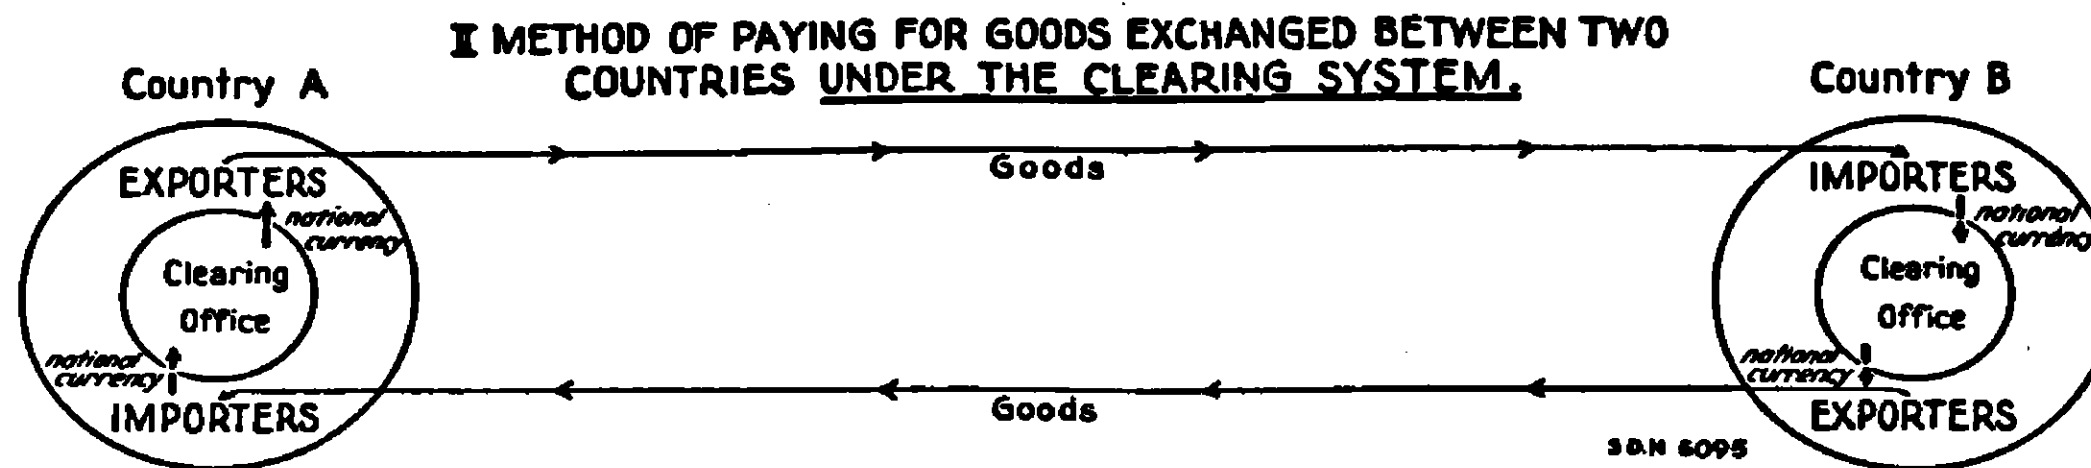 II METHOD OF PAYING FOR GOODS EXCHANGED BETWEEN TWO
COUNTRIES UNDER THE CLEARING SYSTEM.
Country A
Country B
EXPORTERS
Goods
IMPORTERS
national
currency
national
currency
Clearing
Office
Clearing
Office
national
currency
national
currency
IMPORTERS
Goods
EXPORTERS
S.D.N 6095